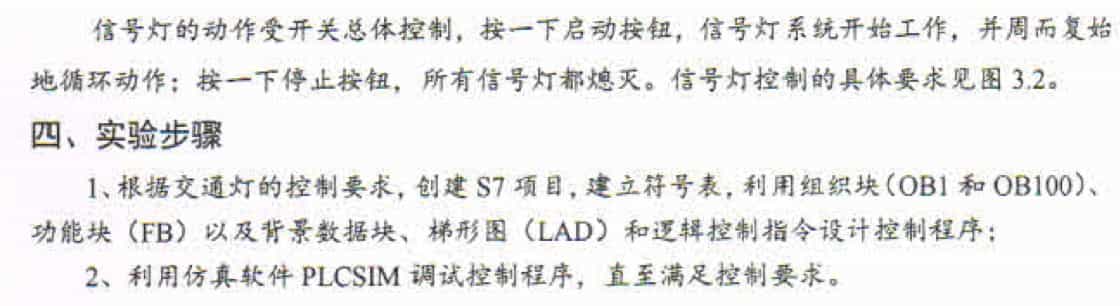 信号灯的动作受开关总体控制，按一下启动按钮，信号灯系统开始工作，并周而复始
地循环动作；按一下停止按钮，所有信号灯都熄灭。信号灯控制的具体要求见图 3.2。
四、实验步骤
1、根据交通灯的控制要求，创建 S7 项目，建立符号表，利用组织块（OB1 和 OB100）、
功能块（FB）以及背景数据块、梯形图（LAD）和逻辑控制指令设计控制程序；
2、利用仿真软件 PLCSIM 调试控制程序，直至满足控制要求。